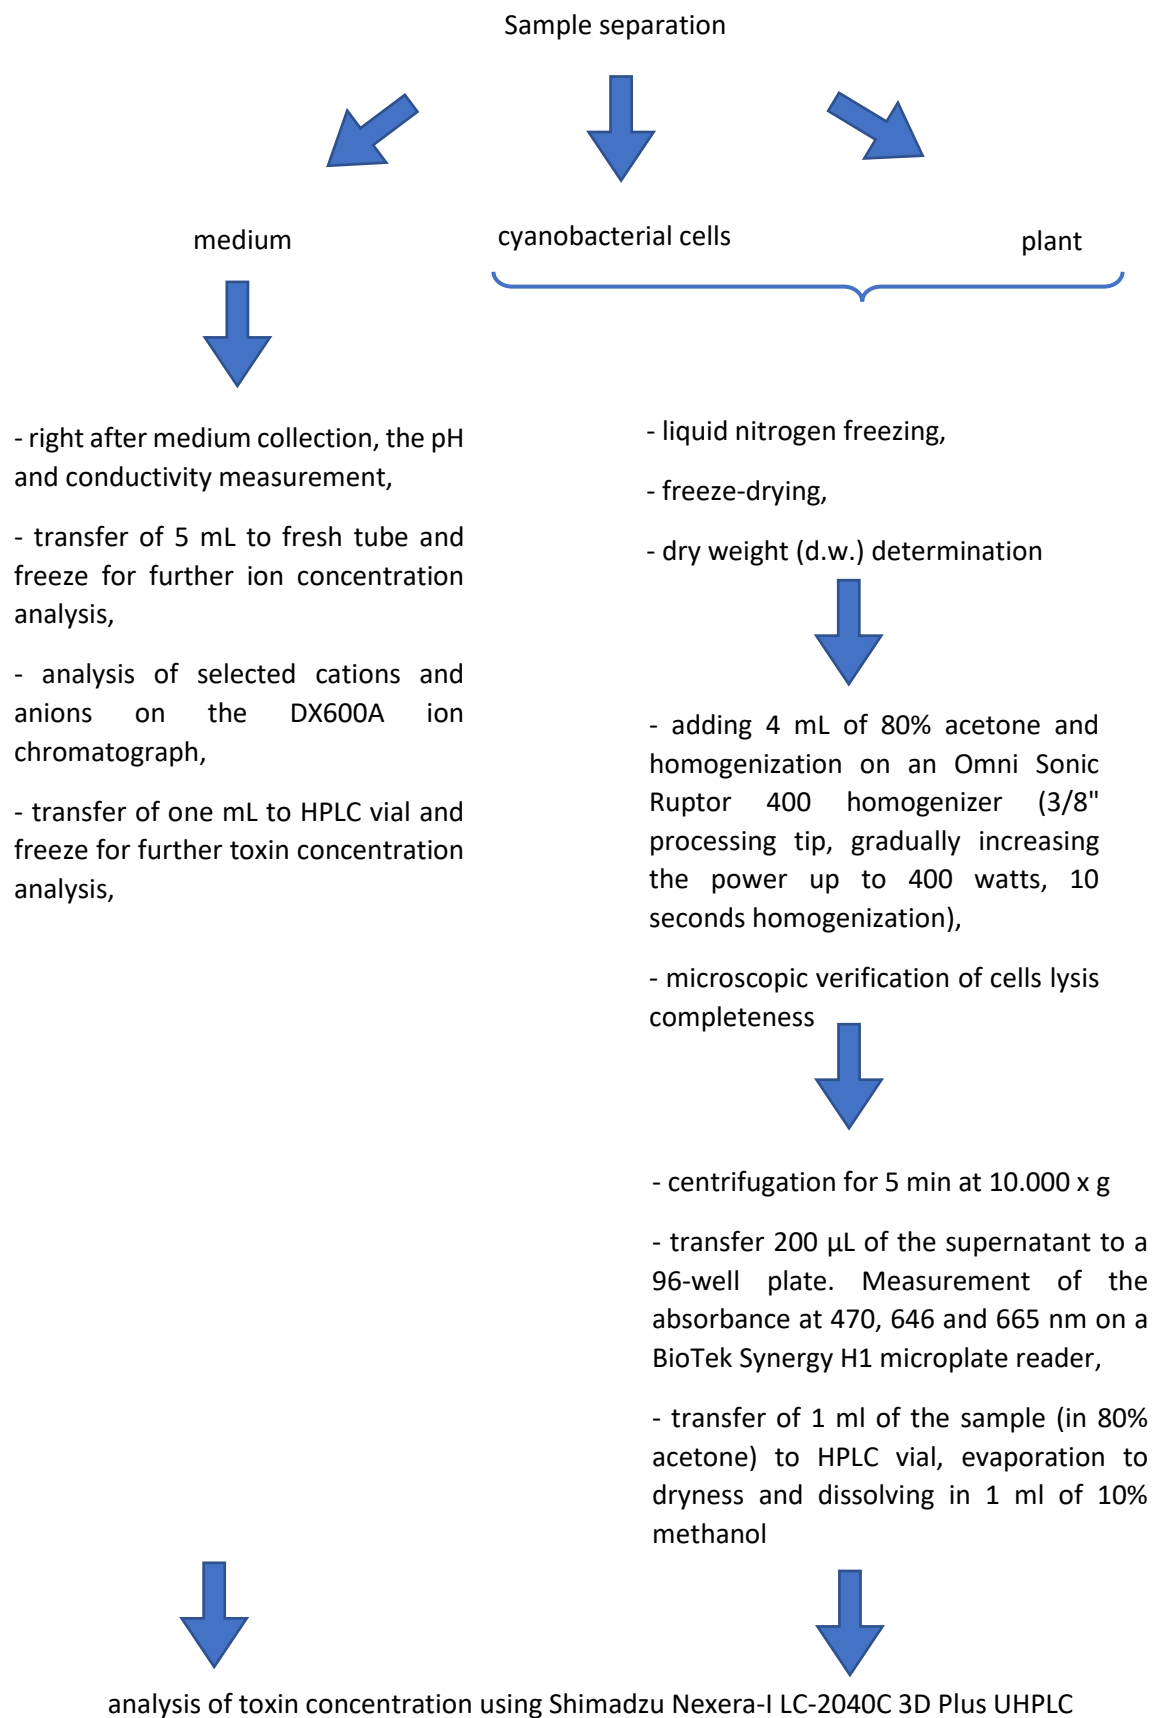 Sample separation
medium
cyanobacterial cells
plant
- right after medium collection, the pH
and conductivity measurement,
- transfer of 5 mL to fresh tube and
freeze for further ion concentration
analysis,
- analysis of selected cations and
anions on the DX600A ion
chromatograph,
- transfer of one mL to HPLC vial and
freeze for further toxin concentration
analysis,
- liquid nitrogen freezing,
- freeze-drying,
- dry weight (d.w.) determination
- adding 4 mL of 80% acetone and
homogenization on an Omni Sonic
Ruptor 400 homogenizer (3/8"
processing tip, gradually increasing
the power up to 400 watts, 10
seconds homogenization),
- microscopic verification of cells lysis
completeness
- centrifugation for 5 min at 10.000 x g
- transfer 200 µL of the supernatant to a
96-well plate. Measurement of the
absorbance at 470, 646 and 665 nm on a
BioTek Synergy H1 microplate reader,
- transfer of 1 ml of the sample (in 80%
acetone) to HPLC vial, evaporation to
dryness and dissolving in 1 ml of 10%
methanol
analysis of toxin concentration using Shimadzu Nexera-I LC-2040C 3D Plus UHPLC